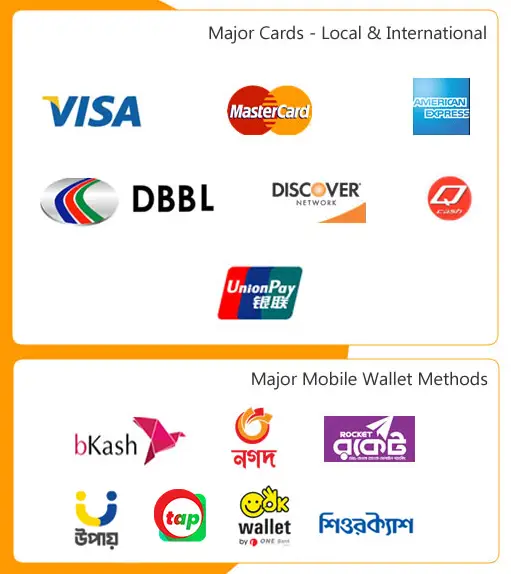 Major Cards - Local & International
VISA
MasterCard
AMERICAN
EXPRESS
DBBL
DISCOVER
NETWORK
Q
cash
UnionPay
银联
Major Mobile Wallet Methods
bKash
নগদ
ROCKET
রকেট
উপায়
tap
OK
wallet
by ONE Bank
শিওরক্যাশ